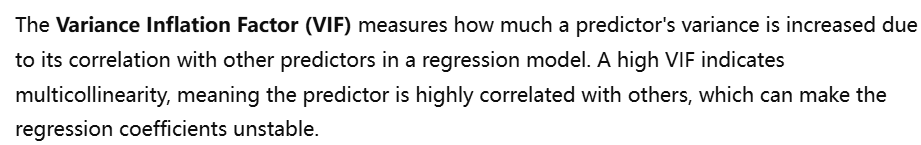 The Variance Inflation Factor (VIF) measures how much a predictor's variance is increased due
to its correlation with other predictors in a regression model. A high VIF indicates
multicollinearity, meaning the predictor is highly correlated with others, which can make the
regression coefficients unstable.